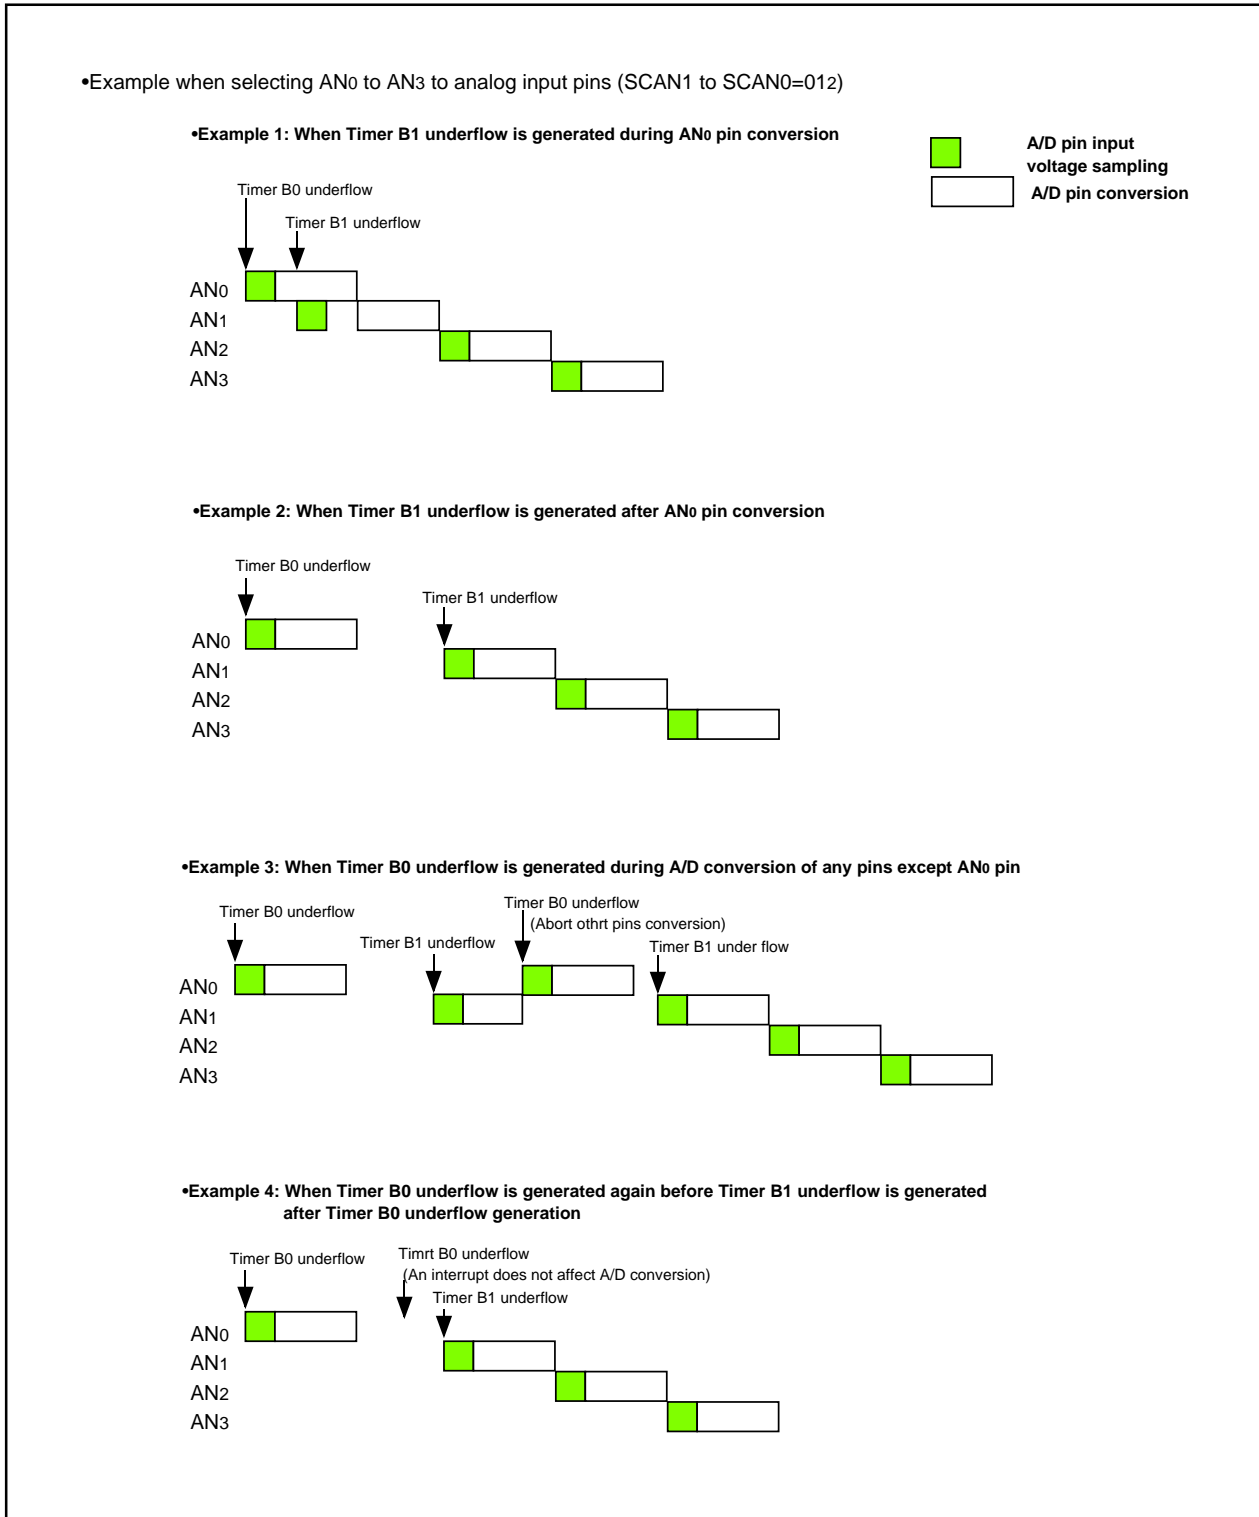 •Example when selecting AN0 to AN3 to analog input pins (SCAN1 to SCAN0=012)
•Example 1: When Timer B1 underflow is generated during AN0 pin conversion
A/D pin input
voltage sampling
A/D pin conversion
Timer B0 underflow
Timer B1 underflow
AN0
AN1
AN2
AN3
•Example 2: When Timer B1 underflow is generated after AN0 pin conversion
Timer B0 underflow
Timer B1 underflow
AN0
AN1
AN2
AN3
•Example 3: When Timer B0 underflow is generated during A/D conversion of any pins except AN0 pin
Timer B0 underflow
Timer B0 underflow
(Abort othrt pins conversion)
Timer B1 underflow
Timer B1 under flow
AN0
AN1
AN2
AN3
•Example 4: When Timer B0 underflow is generated again before Timer B1 underflow is generated
after Timer B0 underflow generation
Timer B0 underflow
Timrt B0 underflow
(An interrupt does not affect A/D conversion)
Timer B1 underflow
AN0
AN1
AN2
AN3